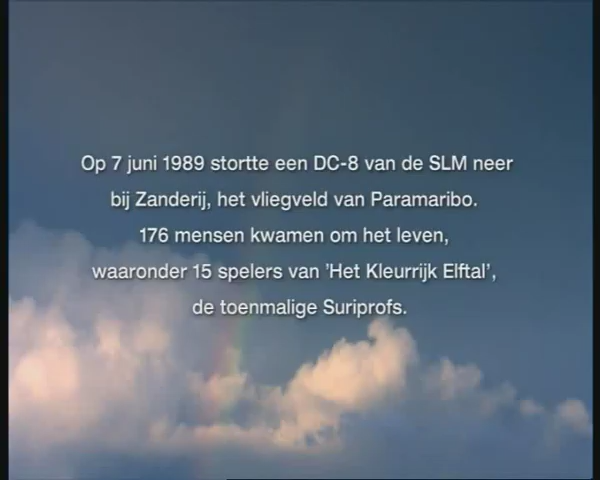 Op 7 juni 1989 stortte een DC-8 van de SLM neer
bij Zanderij, het vliegveld van Paramaribo.
176 mensen kwamen om het leven,
waaronder 15 spelers van 'Het Kleurrijk Elftal',
de toenmalige Suriprofs.